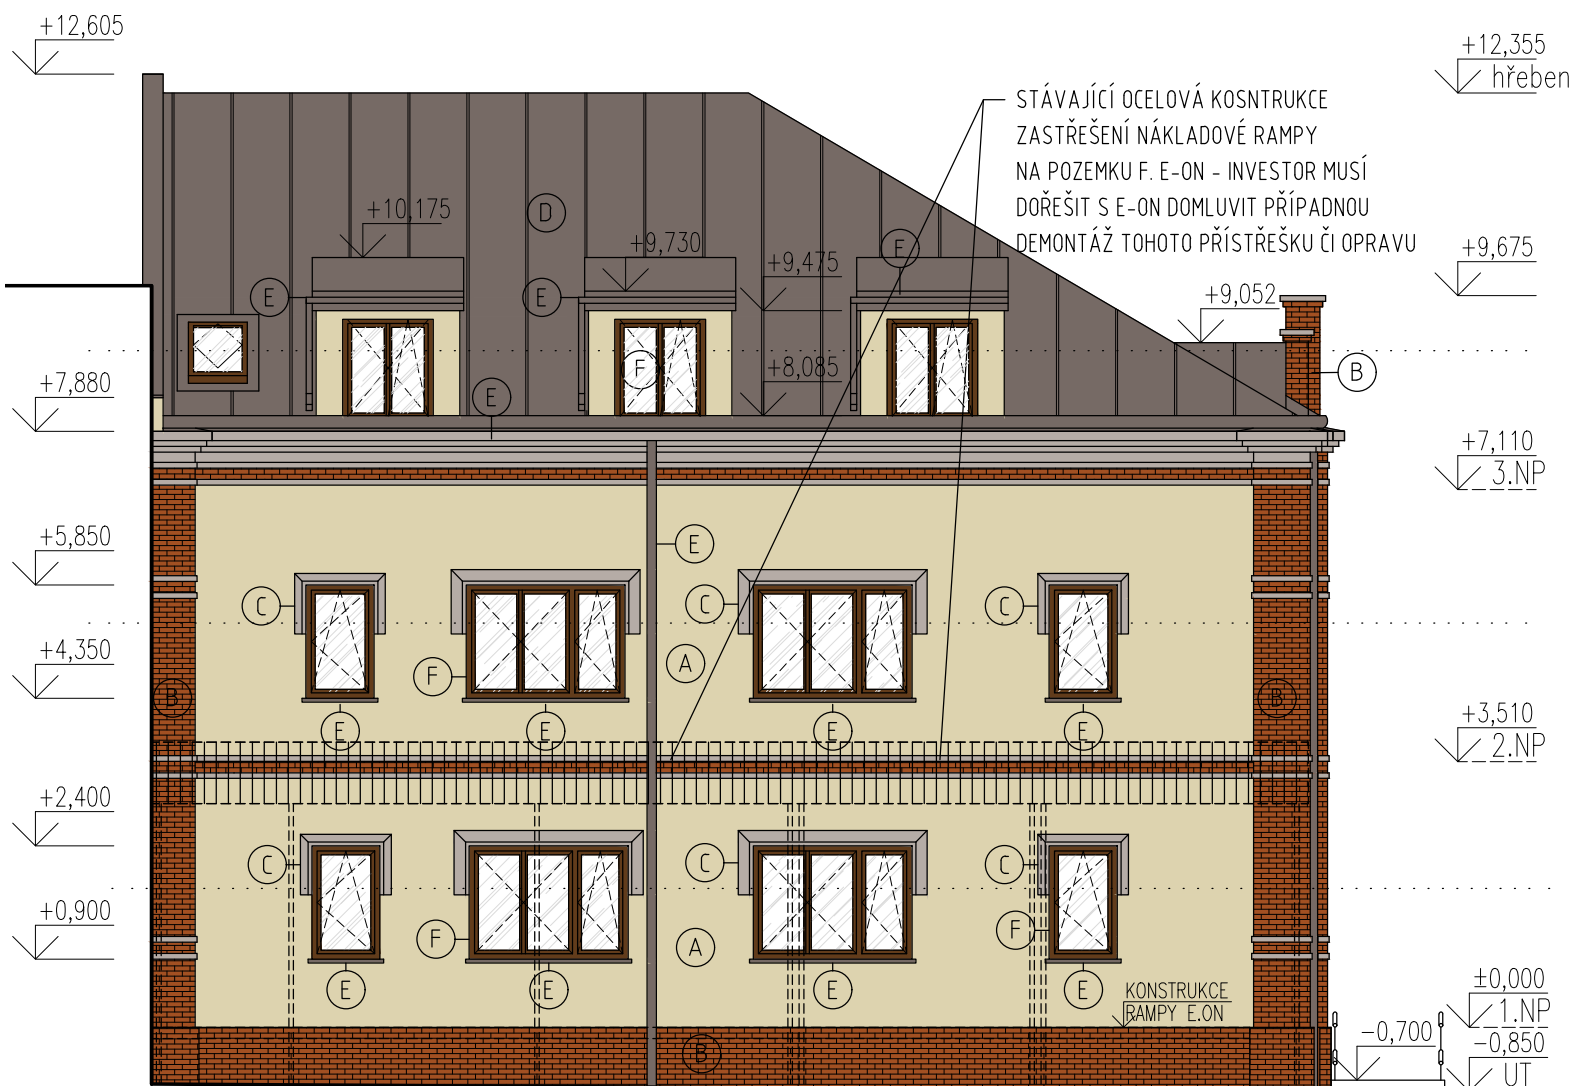 +12,605
+12,355
hřeben
STÁVAJÍCÍ OCELOVÁ KOSNTRUKCE
ZASTŘEŠENÍ NÁKLADOVÉ RAMPY
NA POZEMKU F. E-ON - INVESTOR MUSÍ
DOŘEŠIT S E-ON DOMLUVIT PŘÍPADNOU
DEMONTÁŽ TOHOTO PŘÍSTŘEŠKU ČI OPRAVU
+10,175
D
+9,730
+9,475
E
+9,675
E
E
+9,052
F
+8,085
B
+7,880
E
+7,110
3.NP
+5,850
E
C
C
C
+4,350
A
F
B
B
+3,510
2.NP
E
E
E
E
+2,400
C
C
C
+0,900
F
A
F
E
E
E
E
KONSTRUKCE
RAMPY E.ON
±0,000
1.NP
B
-0,700
-0,850
UT